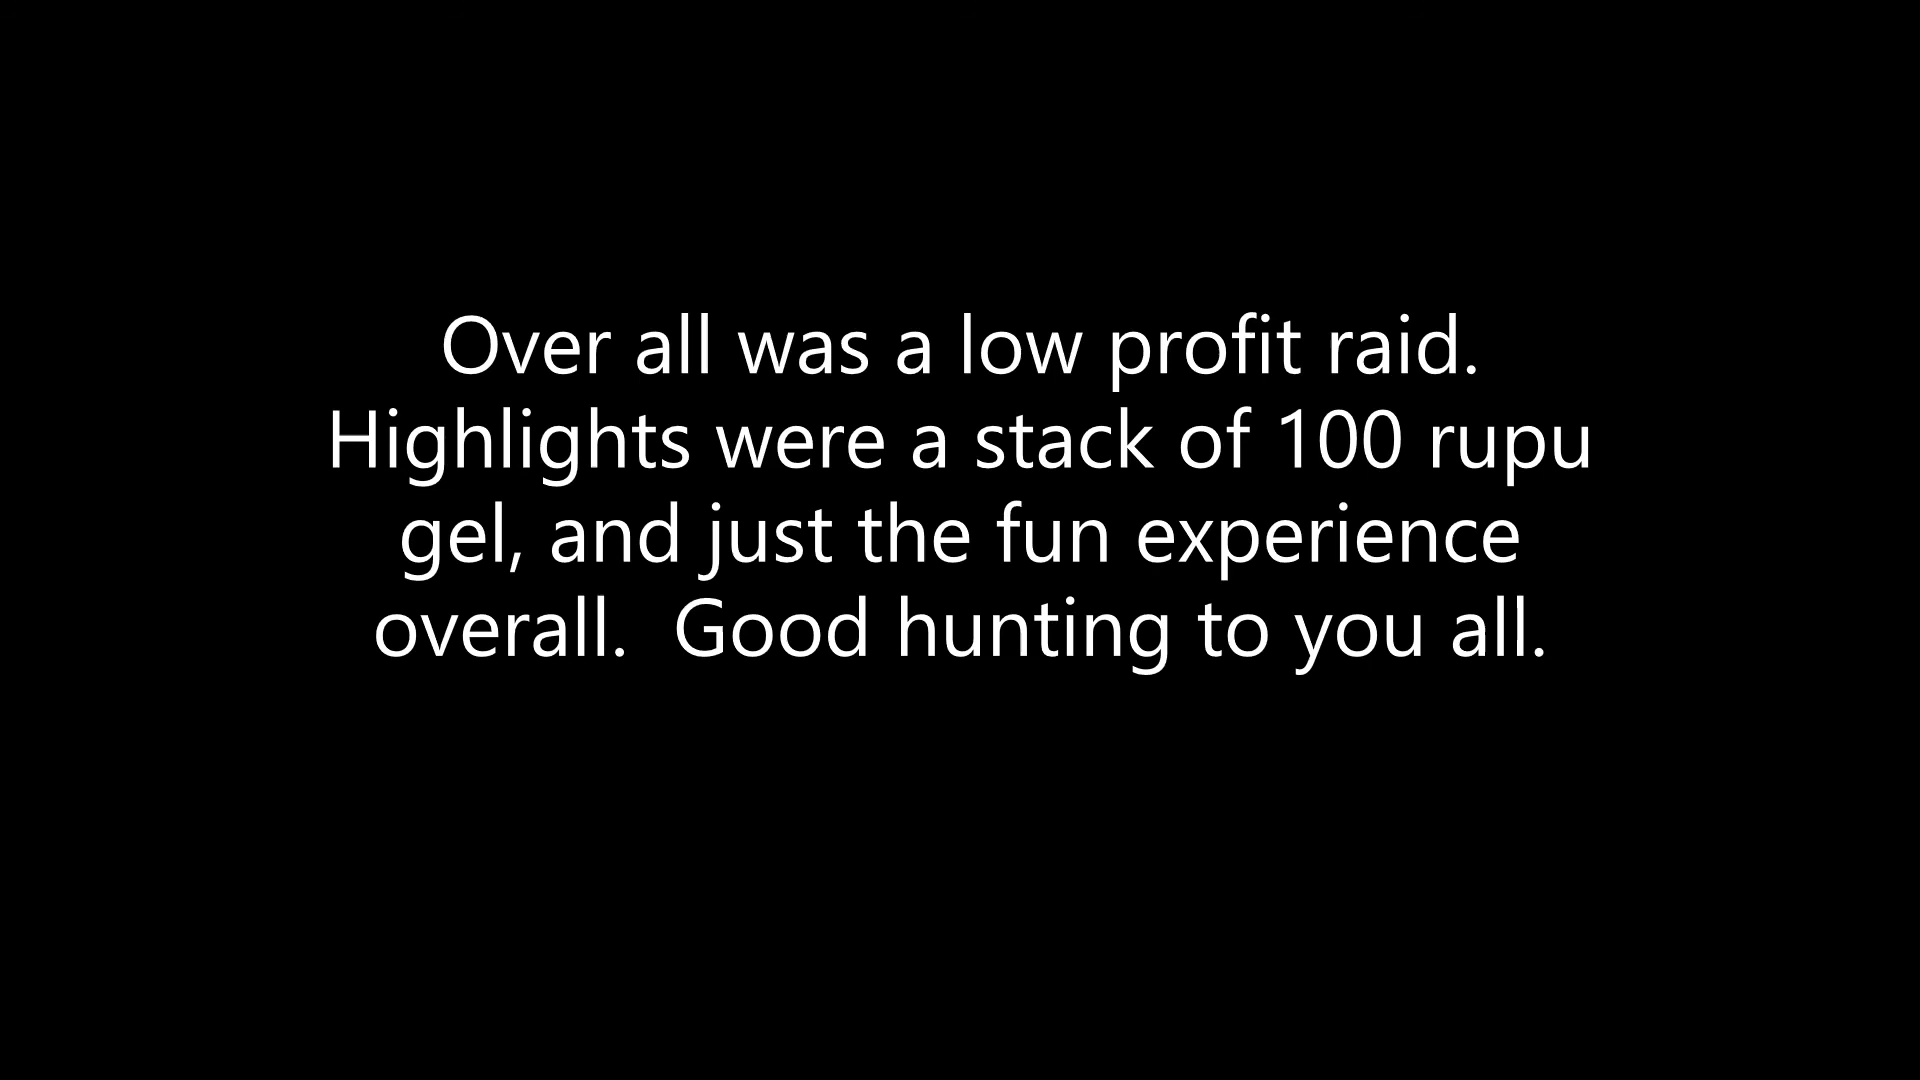 Over all was a low profit raid.
Highlights were a stack of 100 rupu
gel, and just the fun experience
overall.  Good hunting to you all.